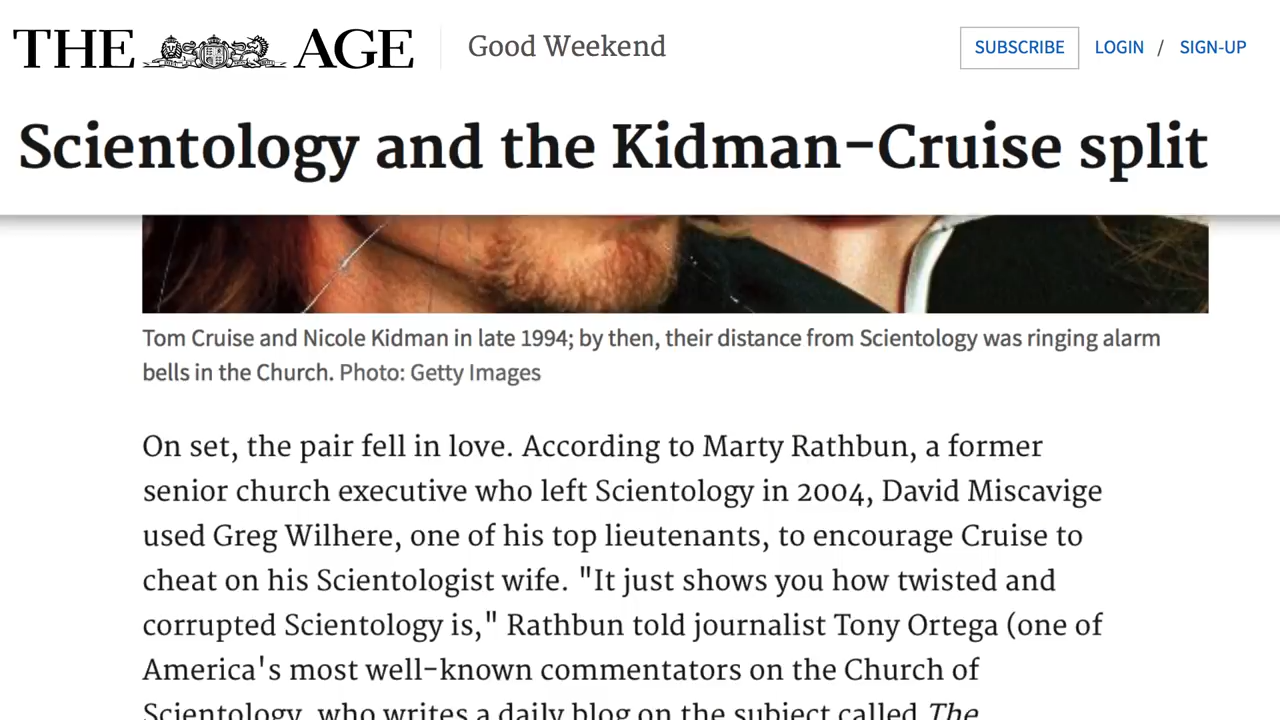 THE AGE Good Weekend SUBSCRIBE LOGIN / SIGN-UP
Scientology and the Kidman-Cruise split
Tom Cruise and Nicole Kidman in late 1994; by then, their distance from Scientology was ringing alarm
bells in the Church. Photo: Getty Images
On set, the pair fell in love. According to Marty Rathbun, a former
senior church executive who left Scientology in 2004, David Miscavige
used Greg Wilhere, one of his top lieutenants, to encourage Cruise to
cheat on his Scientologist wife. "It just shows you how twisted and
corrupted Scientology is," Rathbun told journalist Tony Ortega (one of
America's most well-known commentators on the Church of
Scientology, who writes a daily blog on the subject called The